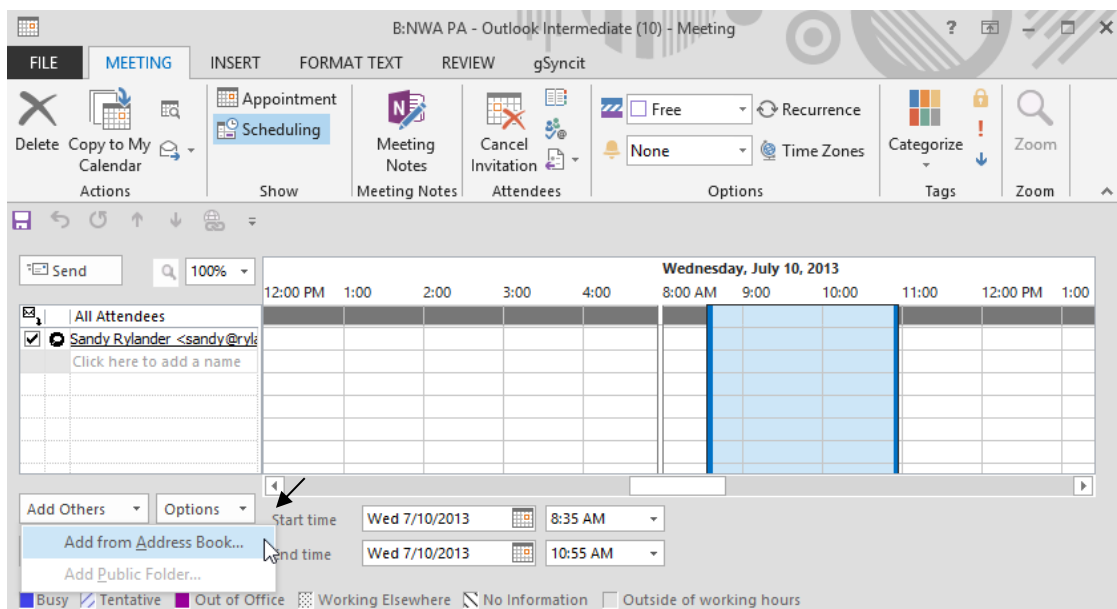 B:NWA PA - Outlook Intermediate (10) - Meeting
FILE MEETING INSERT FORMAT TEXT REVIEW gSyncit
Appointment
Scheduling
Free
Recurrence
None
Time Zones
Delete Copy to My Calendar
Meeting Notes
Cancel Invitation
Categorize
Zoom
Actions Show Meeting Notes Attendees Options Tags Zoom
Send 100%
Wednesday, July 10, 2013
12:00 PM 1:00 2:00 3:00 4:00 8:00 AM 9:00 10:00 11:00 12:00 PM 1:00
All Attendees
Sandy Rylander <sandy@ryla
Click here to add a name
Add Others Options
Start time Wed 7/10/2013 8:35 AM
Add from Address Book...
nd time Wed 7/10/2013 10:55 AM
Add Public Folder...
Busy Tentative Out of Office Working Elsewhere No Information Outside of working hours